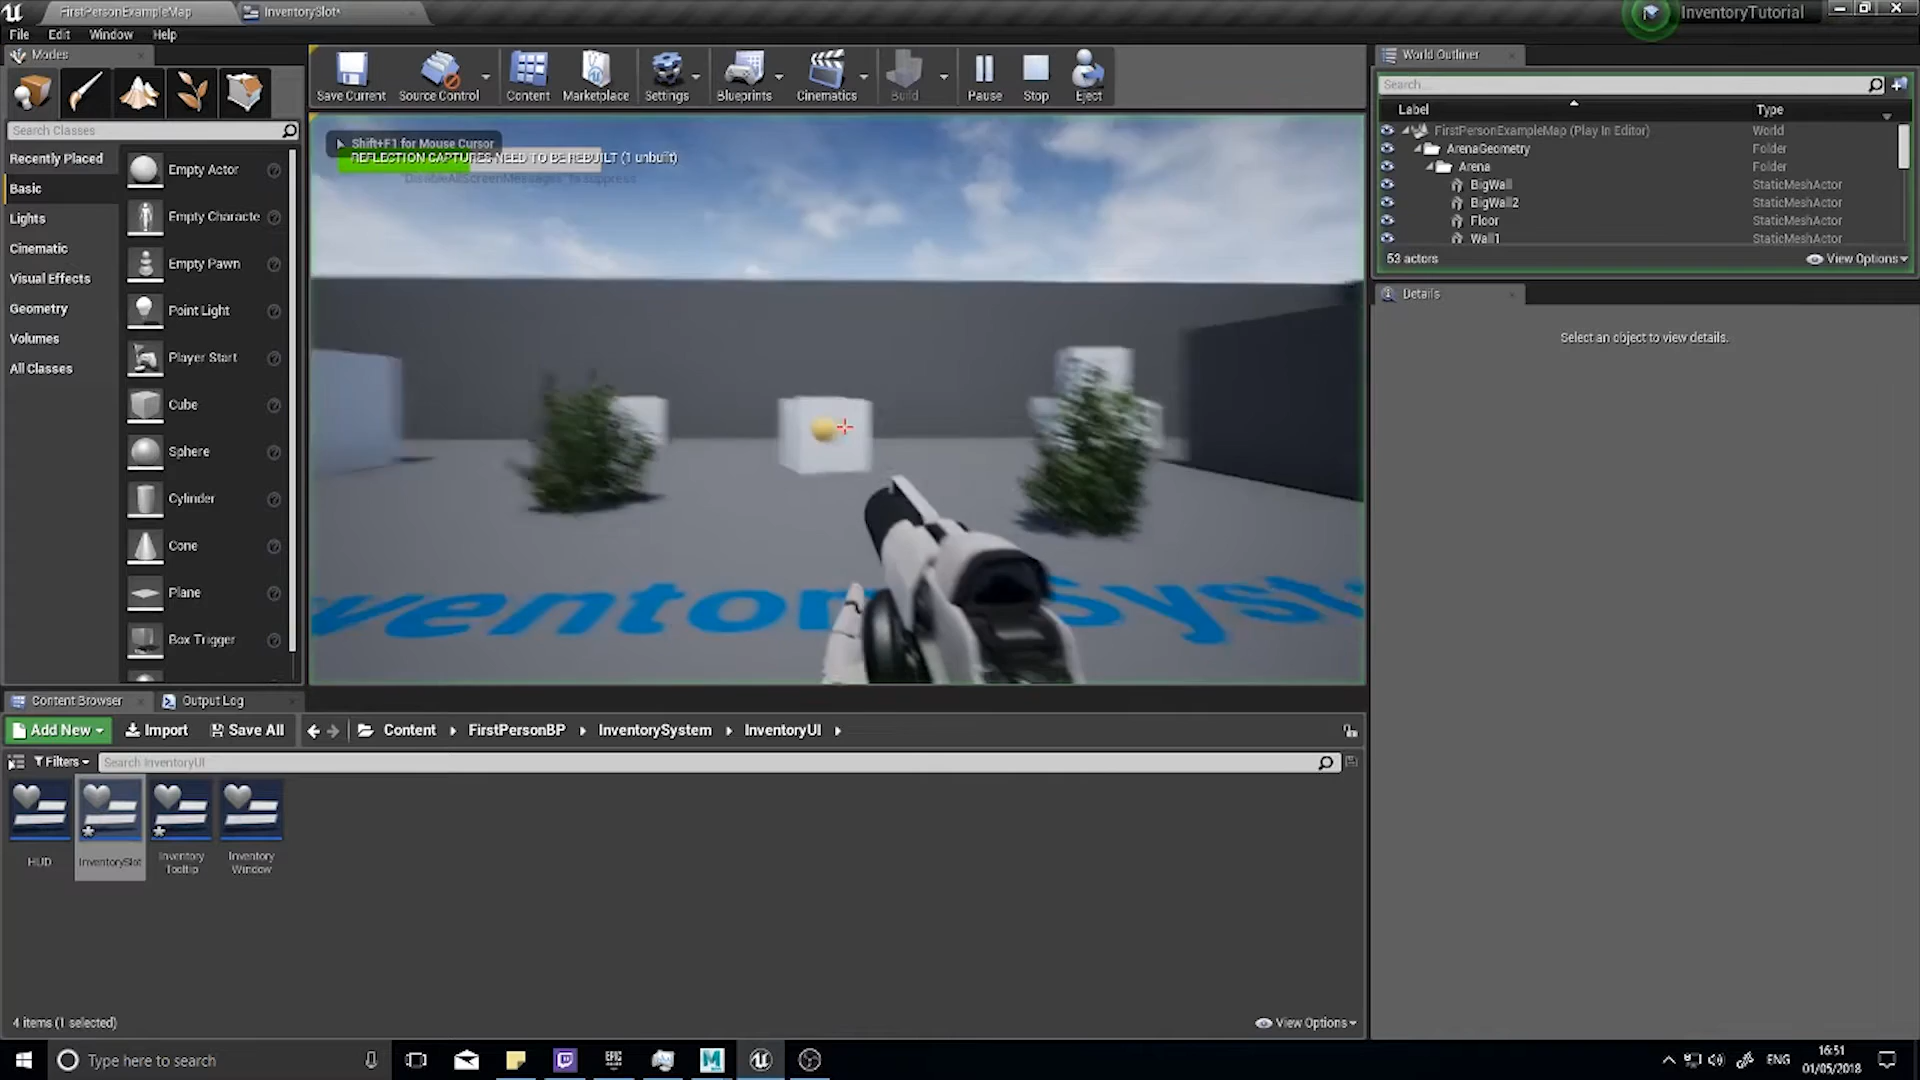 FirstPersonExampleMap
InventorySlot*
InventoryTutorial
File Edit Window Help
Modes
Search Classes
Recently Placed
Basic
Lights
Cinematic
Visual Effects
Geometry
Volumes
All Classes
Empty Actor
Empty Characte
Empty Pawn
Point Light
Player Start
Cube
Sphere
Cylinder
Cone
Plane
Box Trigger
Save Current
Source Control
Content
Marketplace
Settings
Blueprints
Cinematics
Build
Pause
Stop
Eject
Shift+F1 for Mouse Cursor
REFLECTION CAPTURES NEED TO BE REBUILT (1 unbuilt)
'DisableAllScreenMessages' to suppress
ventor Syst
World Outliner
Search...
Label Type
FirstPersonExampleMap (Play In Editor) World
ArenaGeometry Folder
Arena Folder
BigWall StaticMeshActor
BigWall2 StaticMeshActor
Floor StaticMeshActor
Wall1 StaticMeshActor
53 actors
View Options
Details
Select an object to view details.
Content Browser
Output Log
Add New Import Save All Content FirstPersonBP InventorySystem InventoryUI
Filters
Search InventoryUI
HUD
InventorySlot
Inventory
Tooltip
Inventory
Window
4 items (1 selected)
View Options
Type here to search
EPIC
M
ENG
16:51
01/05/2018